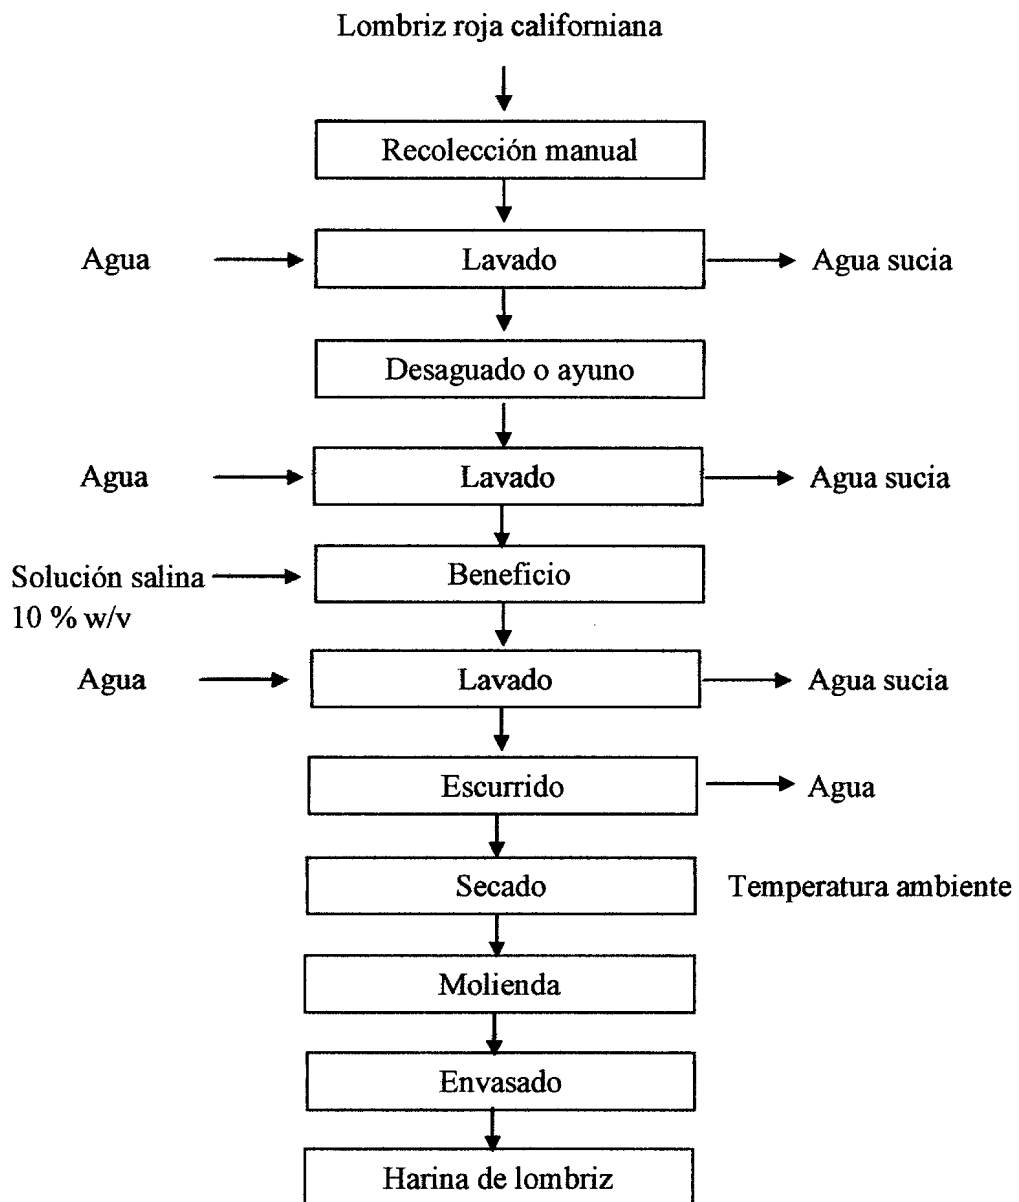 Lombriz roja californiana
Recolección manual
Agua
Lavado
Agua sucia
Desaguado o ayuno
Agua
Lavado
Agua sucia
Solución salina
10 % w/v
Beneficio
Agua
Lavado
Agua sucia
Escurrido
Agua
Secado
Temperatura ambiente
Molienda
Envasado
Harina de lombriz